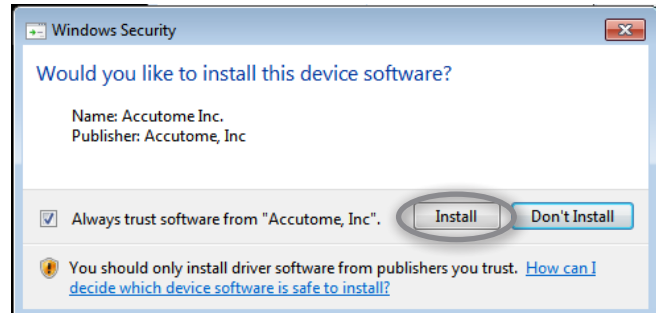 Windows Security
Would you like to install this device software?
Name: Accutome Inc.
Publisher: Accutome, Inc
Always trust software from "Accutome, Inc".
Install
Don't Install
You should only install driver software from publishers you trust. How can I
decide which device software is safe to install?